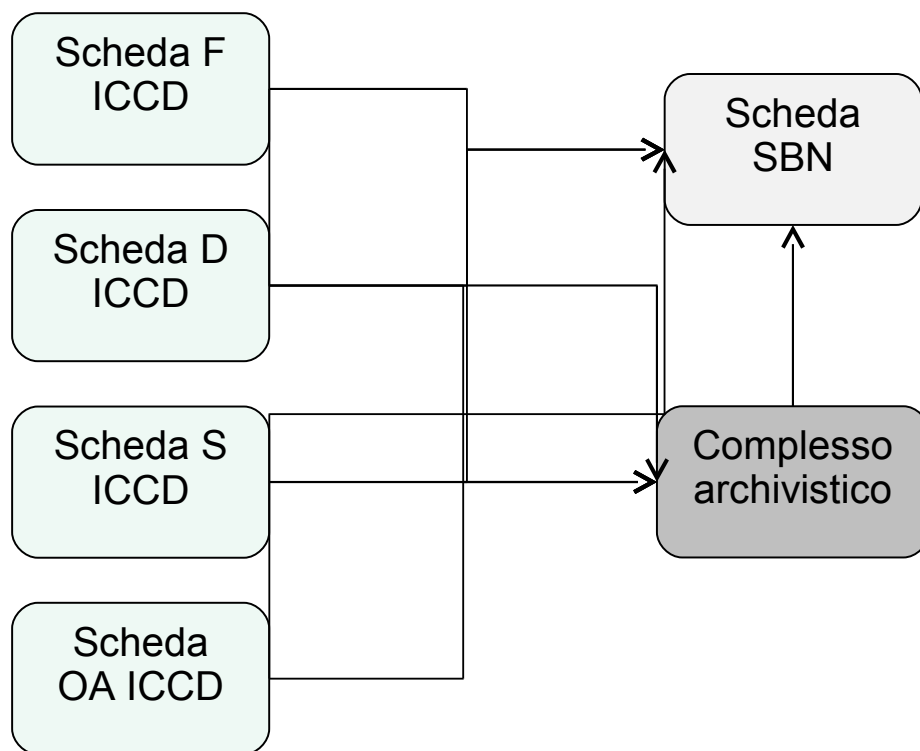 Scheda F
ICCD
Scheda D
ICCD
Scheda S
ICCD
Scheda
OA ICCD
Scheda
SBN
Complesso
archivistico